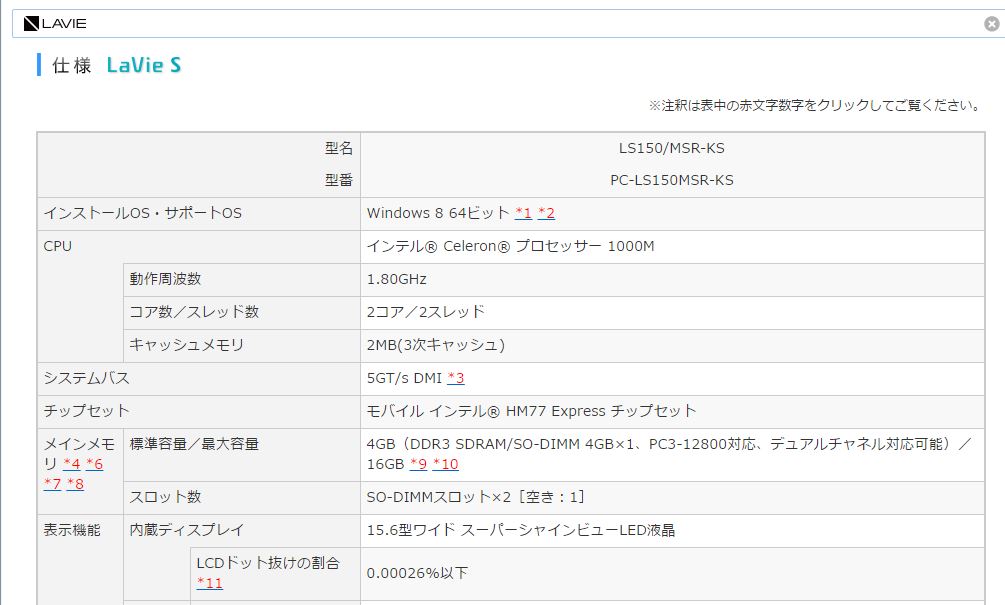 LAVIE
仕様 LaVie S
※注釈は表中の赤文字数字をクリックしてご覧ください。
型名 LS150/MSR-KS
型番 PC-LS150MSR-KS
インストールOS・サポートOS Windows 8 64ビット *1 *2
CPU インテル® Celeron® プロセッサー 1000M
動作周波数 1.80GHz
コア数／スレッド数 2コア／2スレッド
キャッシュメモリ 2MB(3次キャッシュ)
システムバス 5GT/s DMI *3
チップセット モバイル インテル® HM77 Express チップセット
メインメモ
リ *4 *6
*7 *8
標準容量／最大容量
4GB（DDR3 SDRAM/SO-DIMM 4GB×1、PC3-12800対応、デュアルチャネル対応可能）／
16GB *9 *10
スロット数 SO-DIMMスロット×2［空き：1］
表示機能 内蔵ディスプレイ 15.6型ワイド スーパーシャインビューLED液晶
LCDドット抜けの割合
*11
0.00026%以下